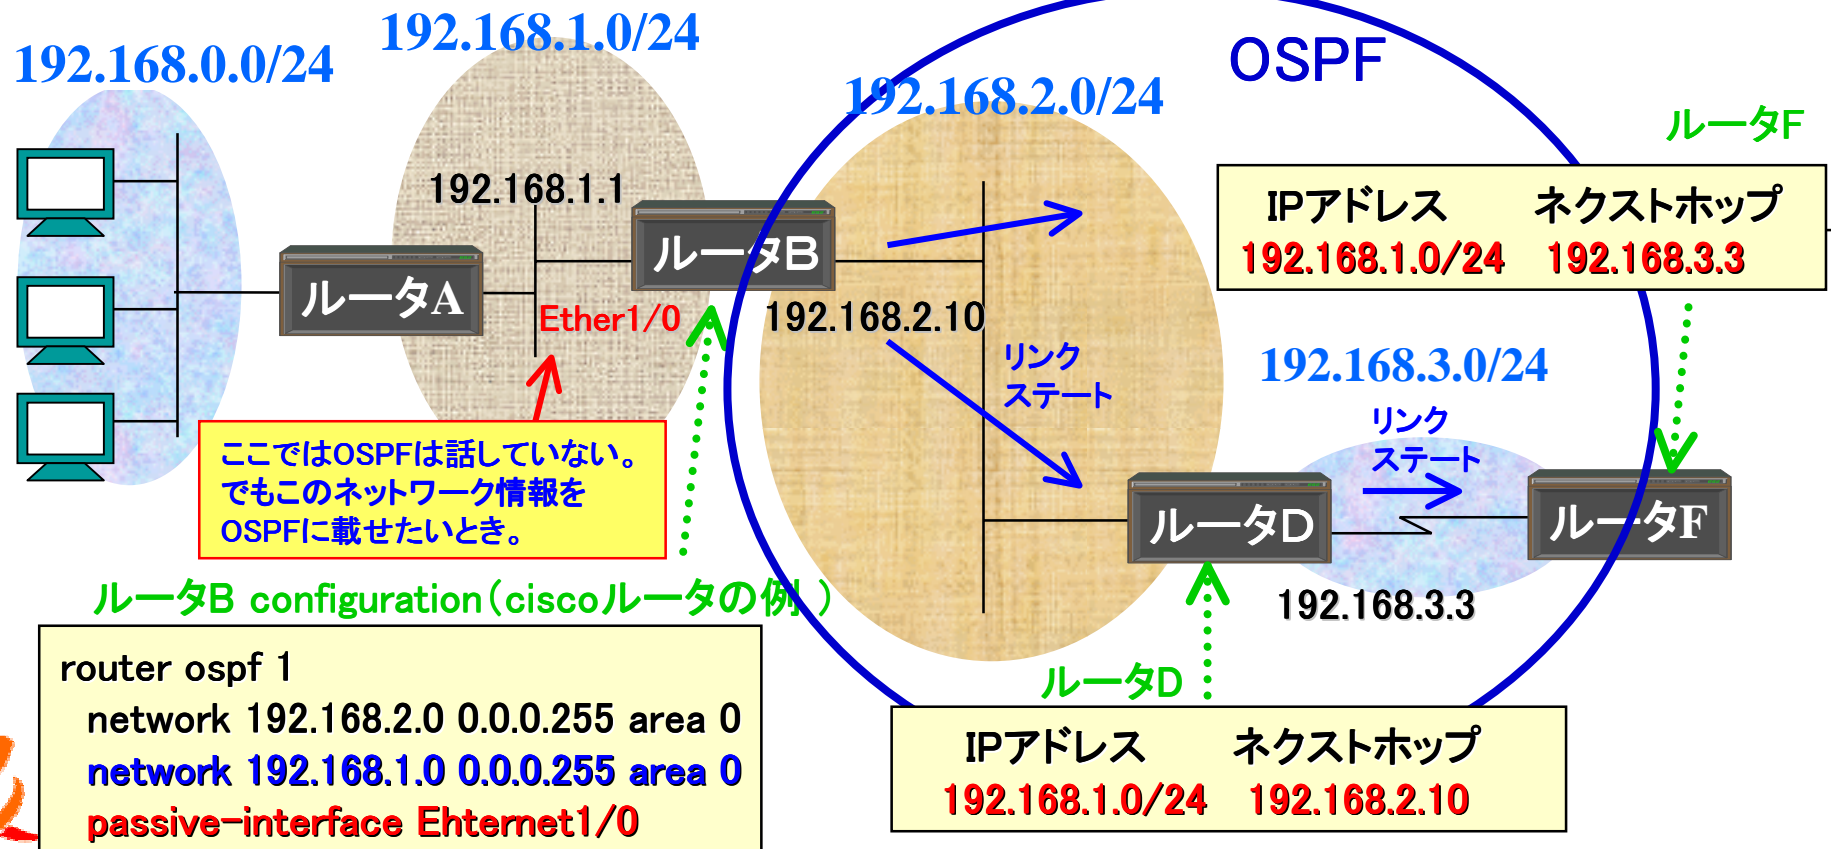 192.168.0.0/24
192.168.1.0/24
192.168.2.0/24
OSPF
ルータF
192.168.1.1
ルータA
ルータB
Ether1/0
192.168.2.10
リンク
ステート
IPアドレス ネクストホップ
192.168.1.0/24 192.168.3.3
192.168.3.0/24
リンク
ステート
ルータD
ルータF
192.168.3.3
ここではOSPFは話していない。
でもこのネットワーク情報を
OSPFに載せたいとき。
ルータB configuration(ciscoルータの例 )
router ospf 1
network 192.168.2.0 0.0.0.255 area 0
network 192.168.1.0 0.0.0.255 area 0
passive-interface Ehternet1/0
ルータD
IPアドレス ネクストホップ
192.168.1.0/24 192.168.2.10